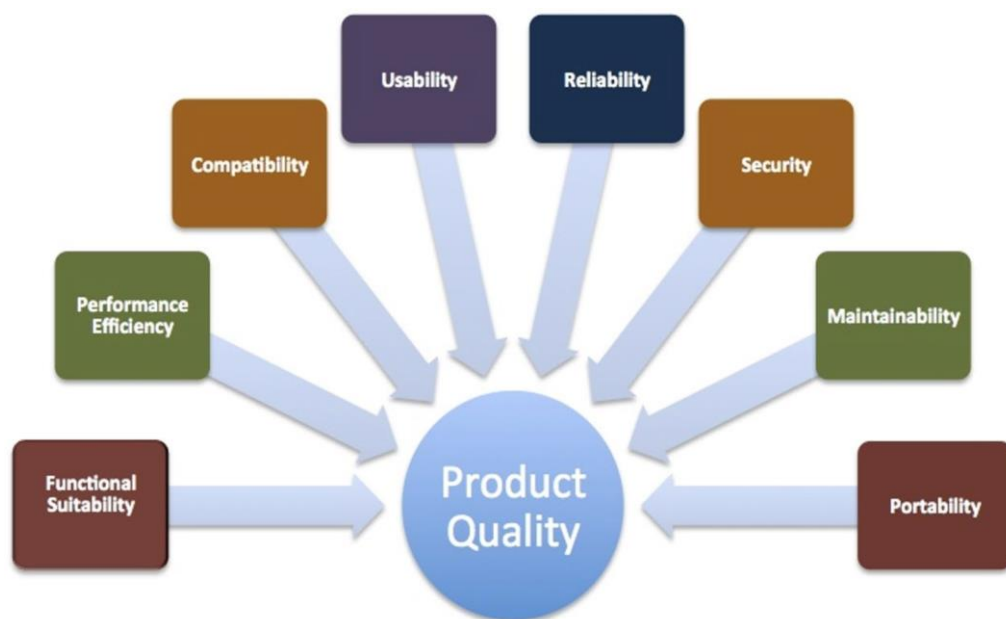 Usability
Reliability
Compatibility
Security
Performance
Efficiency
Maintainability
Functional
Suitability
Product
Quality
Portability